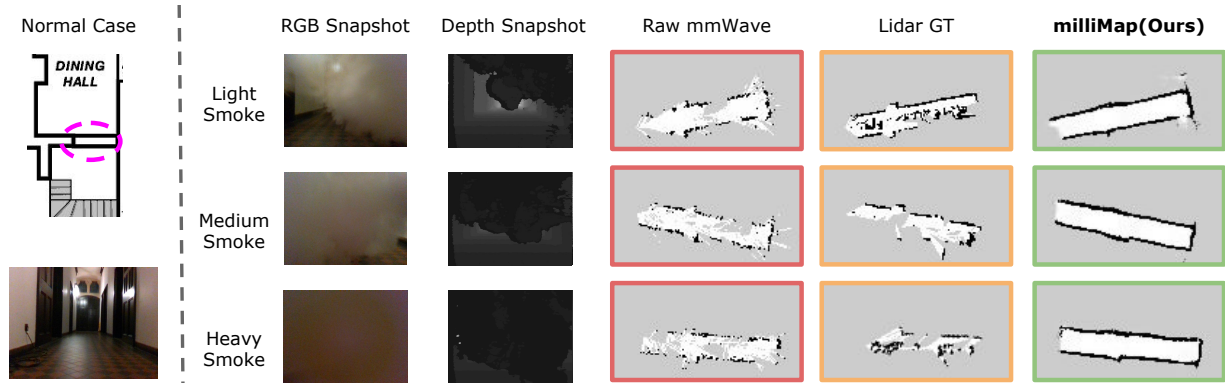 Normal Case
RGB Snapshot
Depth Snapshot
Raw mmWave
Lidar GT
milliMap(Ours)
DINING
HALL
Light
Smoke
Medium
Smoke
Heavy
Smoke